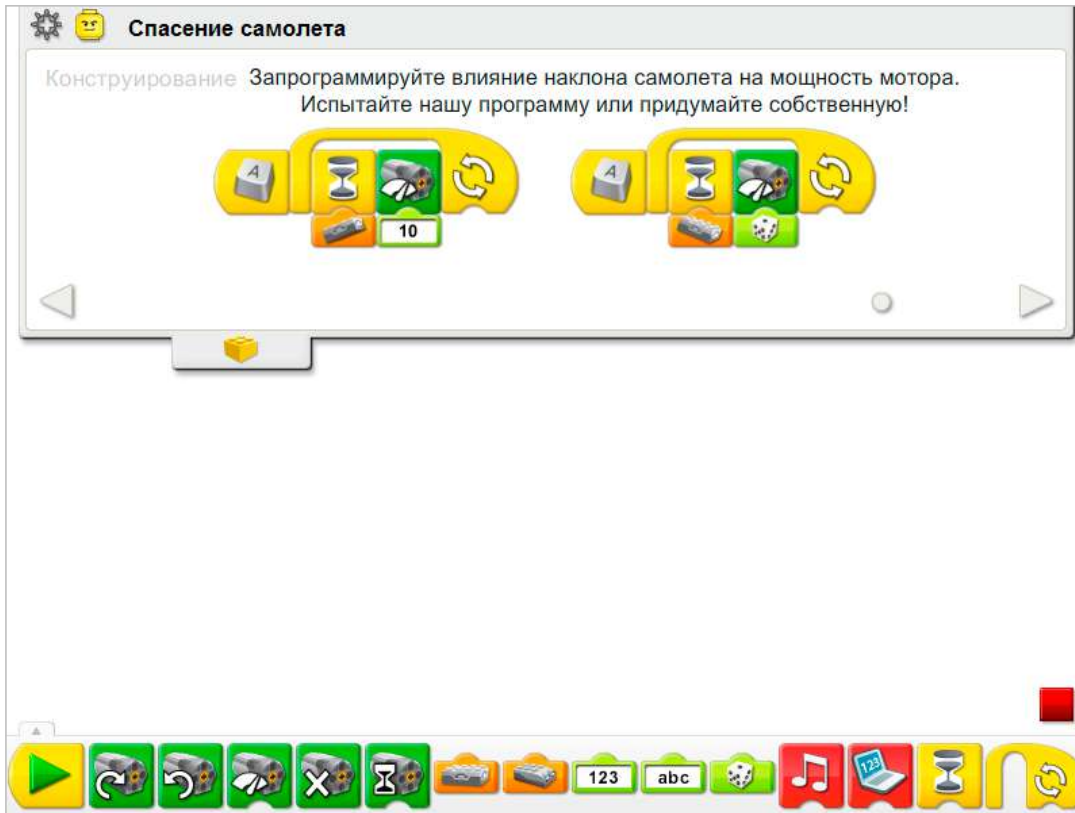 Спасение самолета
Конструирование Запрограммируйте влияние наклона самолета на мощность мотора.
Испытайте нашу программу или придумайте собственную!
A A
10
123 abc 123